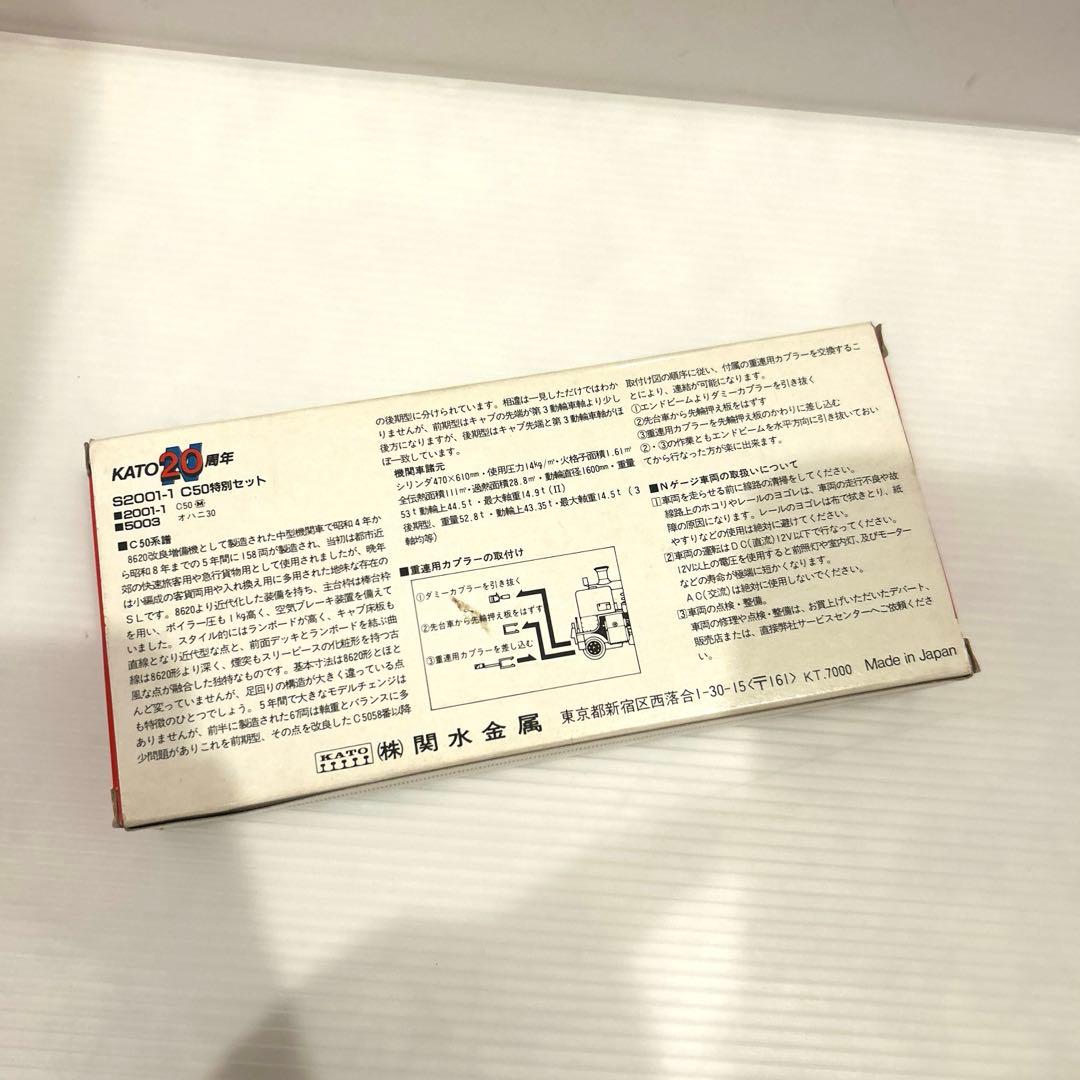 KATO N20周年
S2001-1 C50特別セット
■2001-1 C50 M
■5003 オハニ30
■C50系譜
8620改良増備機として製造された中型機関車で昭和4年か
ら昭和8年までの5年間に158両が製造され、当初は都市近
郊の快速旅客用や急行貨物用として使用されましたが、晩年
は小編成の客貨両用や入れ換え用に多用された地味な存在の
SLです。8620より近代化した装備を持ち、主台枠は棒台枠
を用い、ボイラー圧も1kg高く、空気ブレーキ装置を備えて
いました。スタイル的にはランボードが高く、キャブ床板も
直線となり近代型な点と、前面デッキとランボードを結ぶ曲
線は8620形より深く、煙突もスリーピースの化粧形を持つ古
風な点が融合した独特なものです。基本寸法は8620形とほと
んど変っていませんが、足回りの構造が大きく違っている点
も特徴のひとつでしょう。5年間で大きなモデルチェンジは
ありませんが、前半に製造された67両は軸重とバランスに多
少問題がありこれを前期型、その点を改良したC5058番以降
の後期型に分けられています。相違は一見しただけではわか
りませんが、前期型はキャブの先端が第3動輪車軸より少し
後方になりますが、後期型はキャブ先端と第3動輪車軸がほ
ぼ一致しています。
機関車諸元
シリンダ470×610mm・使用圧力14kg/㎠・火格子面積1.61㎡
全伝熱面積111㎡・過熱面積28.8㎡・動輪直径1600mm・重量
53t動輪上44.5t・最大軸重14.9t(II)
後期型、重量52.8t・動輪上43.35t・最大軸重14.5t(3
軸均等)
■重連用カプラーの取付け
①ダミーカプラーを引き抜く
②先台車から先輪押え板をはずす
③重連用カプラーを差し込む
取付け図の順序に従い、付属の重連用カプラーを交換するこ
とにより、連結が可能になります。
①エンドビームよりダミーカプラーを引き抜く
②先台車から先輪押え板をはずす
③重連用カプラーを先輪押え板のかわりに差し込む
②・③の作業ともエンドビームを水平方向に引き抜いておい
てから行なった方が楽に出来ます。
■Nゲージ車両の取扱いについて
①車両を走らせる前に線路の清掃をしてください。
線路上のホコリやレールのヨゴレは、車両の走行不良や故
障の原因になります。レールのヨゴレは布で拭きとり、紙
やすりなどの使用は絶対に避けてください。
②車両の運転はDC(直流)12V以下で行なってください。
12V以上の電圧を使用すると前照灯や室内灯、及びモーター
などの寿命が極端に短かくなります。
AC(交流)は絶対に使用しないでください。
③車両の点検・整備。
車両の修理や点検・整備は、お買上げいただいたデパート、
販売店または、直接弊社サービスセンターへご依頼くださ
い。
KATO (株)関水金属 東京都新宿区西落合1-30-15〈〒161〉 KT.7000 Made in Japan